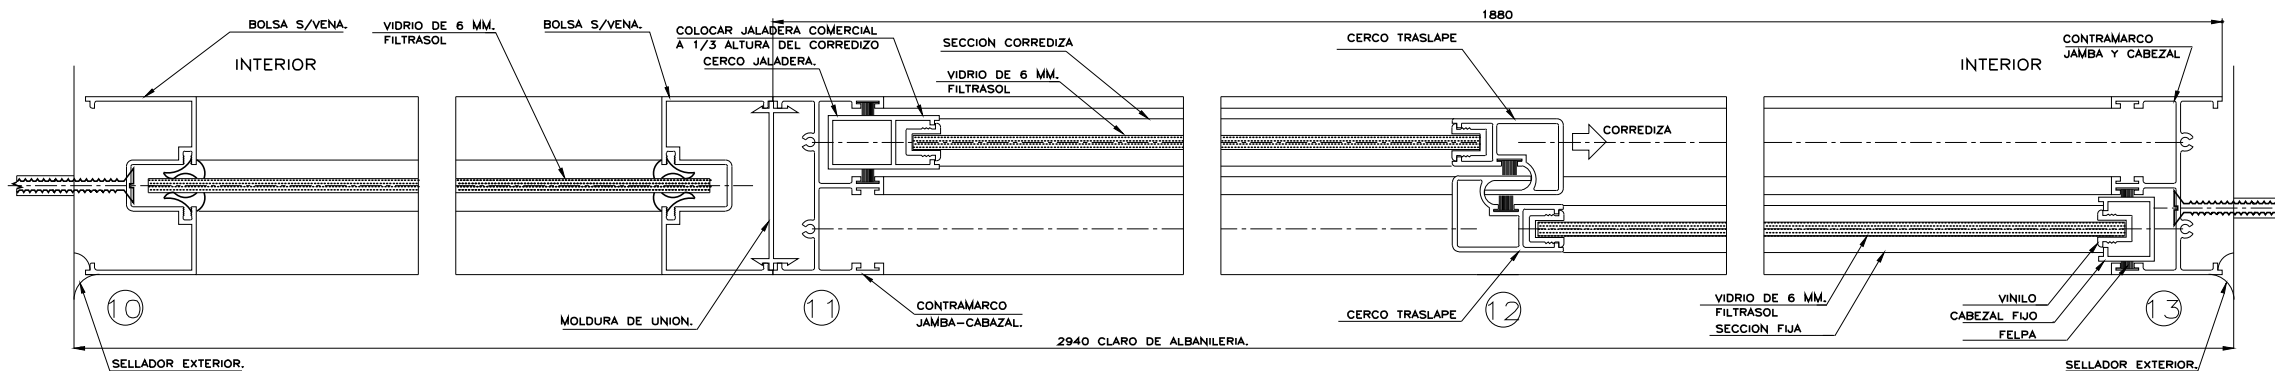 1880
BOLSA S/VENA.
VIDRIO DE 6 MM.
FILTRASOL
BOLSA S/VENA.
COLOCAR JALADERA COMERCIAL
A 1/3 ALTURA DEL CORREDIZO
CERCO JALADERA.
SECCION CORREDIZA
VIDRIO DE 6 MM.
FILTRASOL
CERCO TRASLAPE
CONTRAMARCO
JAMBA Y CABEZAL
INTERIOR
INTERIOR
CORREDIZA
10
11
12
13
MOLDURA DE UNION.
CONTRAMARCO
JAMBA-CABAZAL.
CERCO TRASLAPE
VIDRIO DE 6 MM.
FILTRASOL
SECCION FIJA
VINILO
CABEZAL FIJO
FELPA
2940 CLARO DE ALBANILERIA.
SELLADOR EXTERIOR.
SELLADOR EXTERIOR.